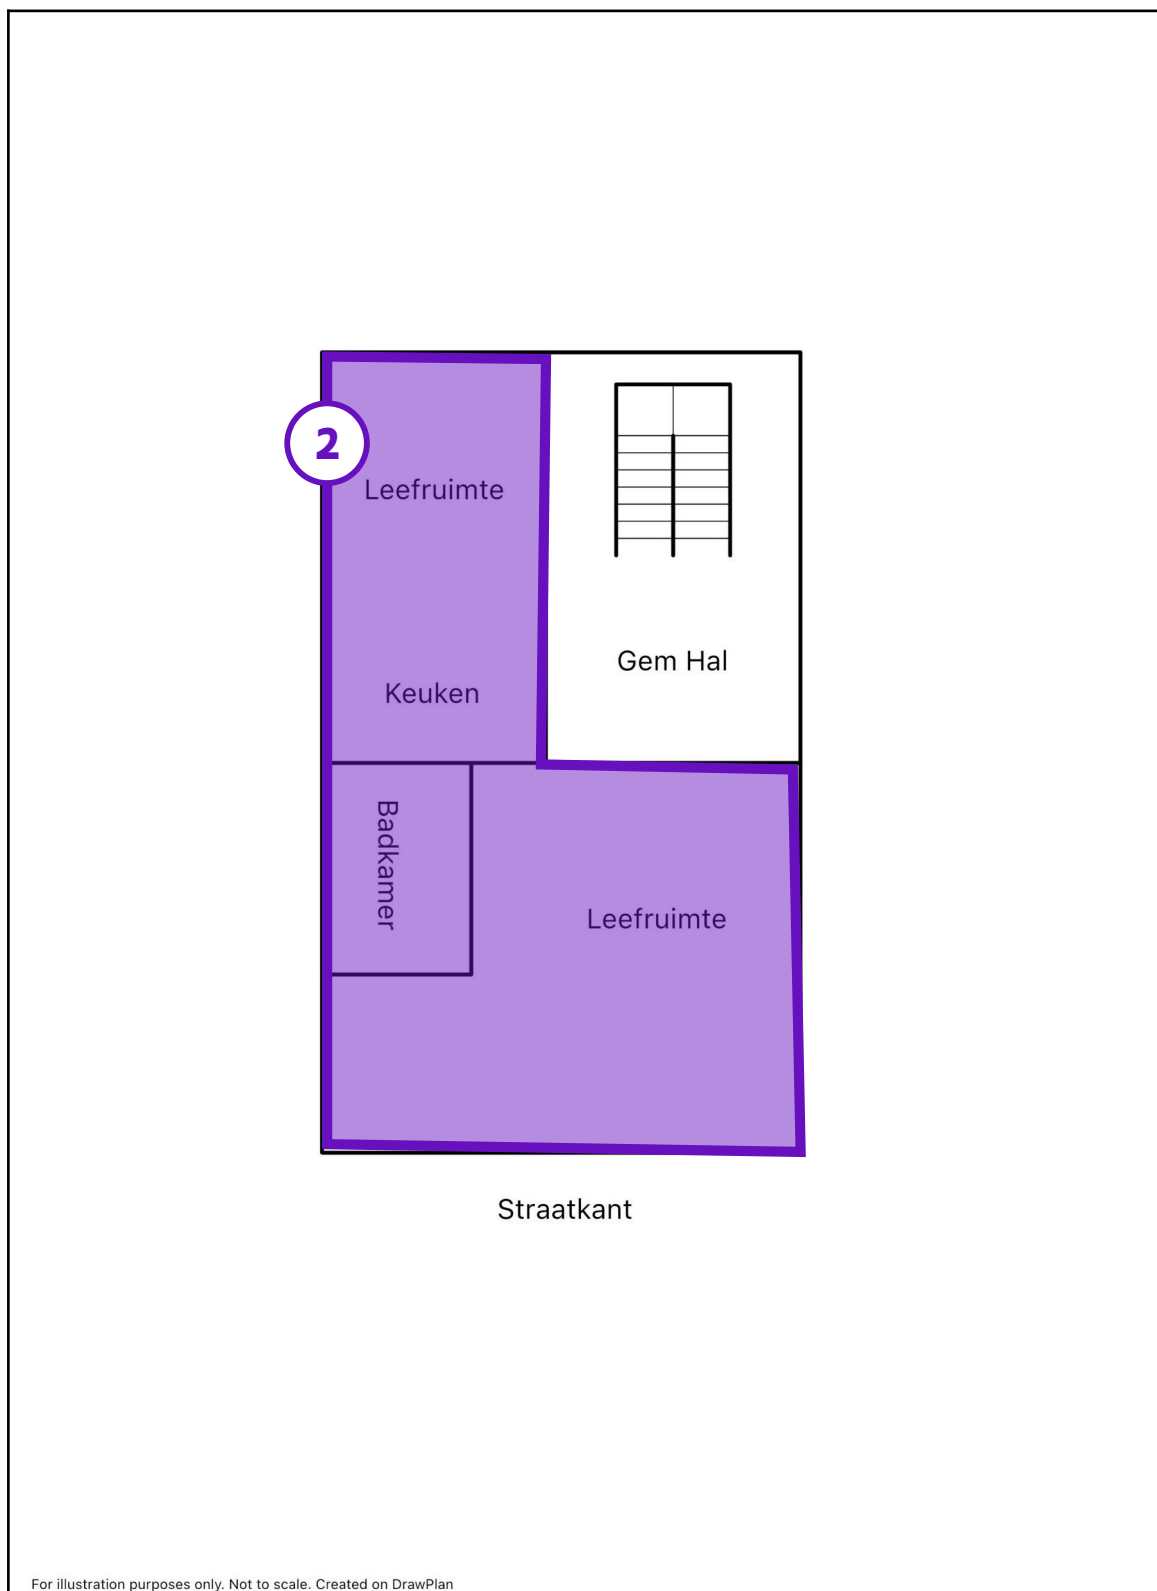 2
Leefruimte
Gem Hal
Keuken
Badkamer
Leefruimte
Straatkant
For illustration purposes only. Not to scale. Created on DrawPlan